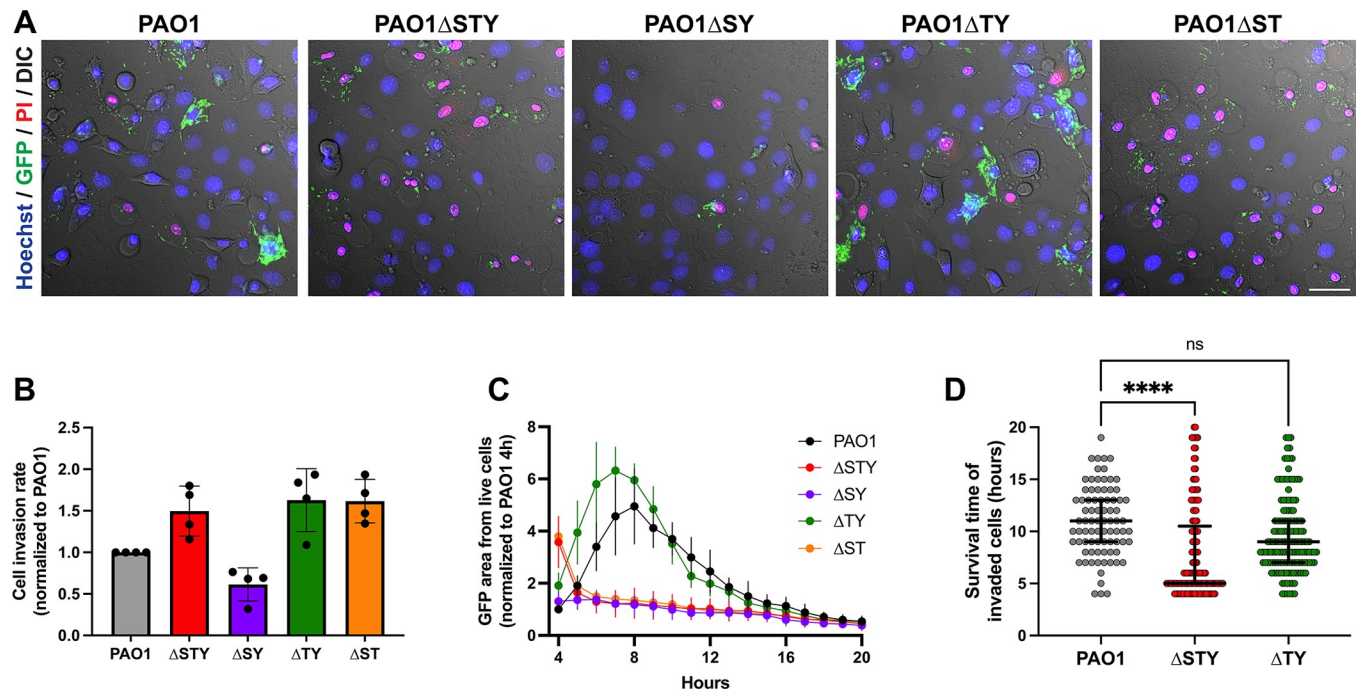 A
PAO1
PAO1ΔSTY
PAO1ΔSY
PAO1ΔTY
PAO1ΔST
Hoechst / GFP / PI / DIC
B
Cell invasion rate
(normalized to PAO1)
2.5
2.0
1.5
1.0
0.5
0.0
PAO1
ΔSTY
ΔSY
ΔTY
ΔST
C
GFP area from live cells
(normalized to PAO1 4h)
8
6
4
2
0
4
8
12
16
20
Hours
PAO1
ΔSTY
ΔSY
ΔTY
ΔST
D
ns
****
Survival time of
invaded cells (hours)
20
15
10
5
0
PAO1
ΔSTY
ΔTY